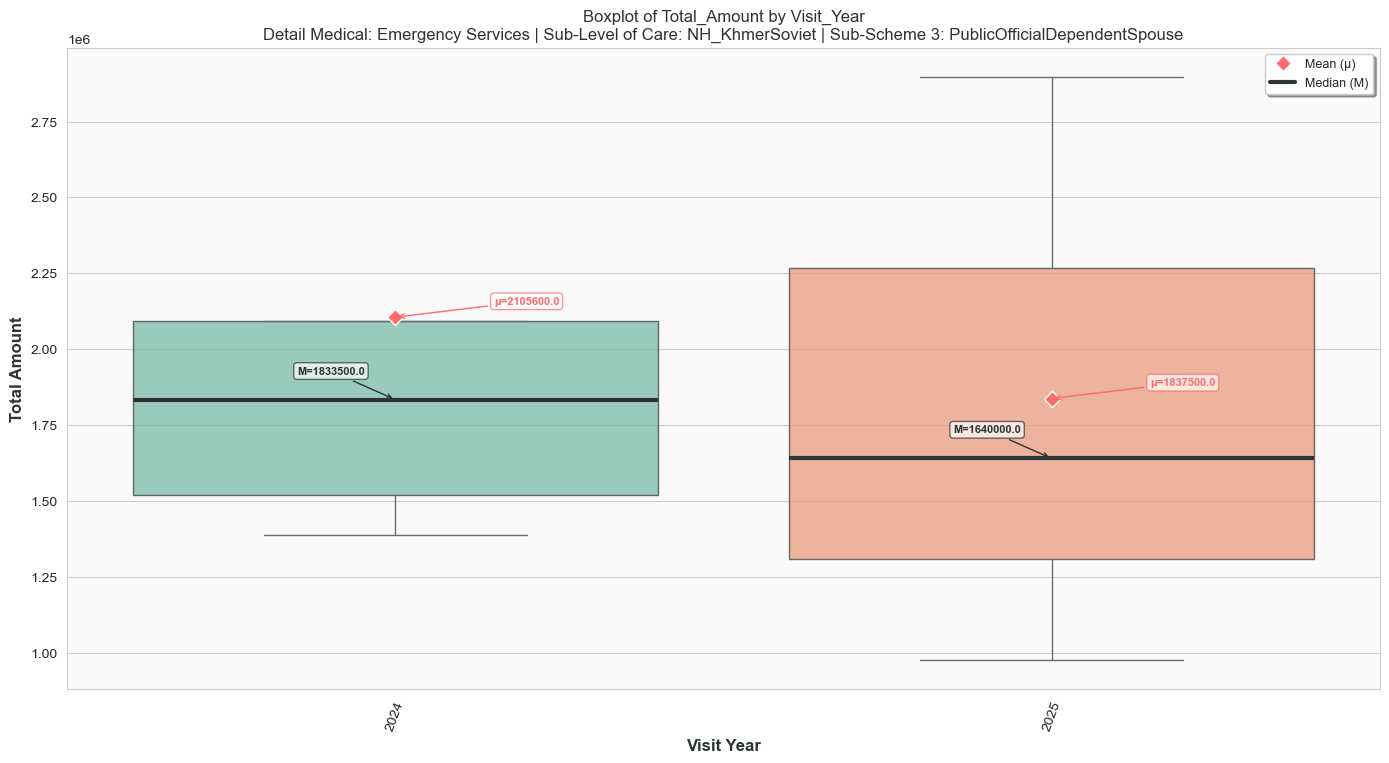 Boxplot of Total_Amount by Visit_Year
Detail Medical: Emergency Services | Sub-Level of Care: NH_KhmerSoviet | Sub-Scheme 3: PublicOfficialDependentSpouse
1e6
Mean (μ)
Median (M)
2.75
2.50
2.25
2.00
1.75
1.50
1.25
1.00
Total Amount
μ=2105600.0
M=1833500.0
μ=1837500.0
M=1640000.0
2024
2025
Visit Year